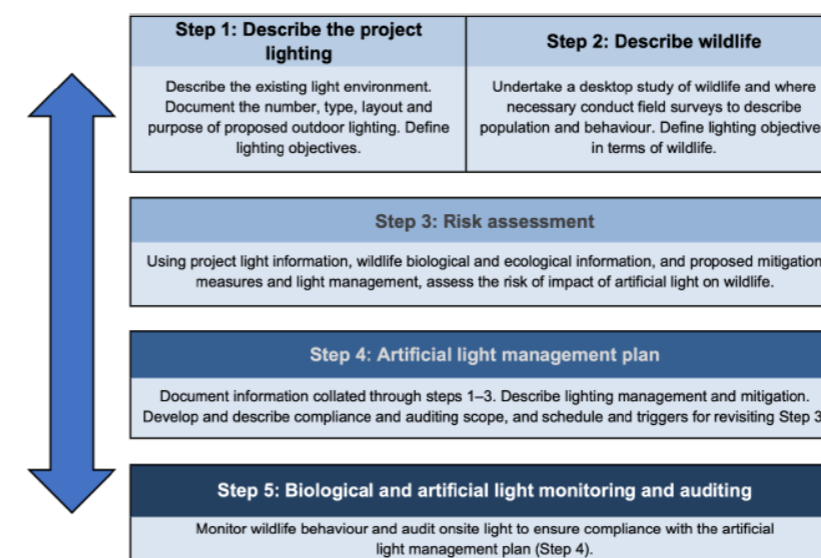 Step 1: Describe the project
lighting
Describe the existing light environment.
Document the number, type, layout and
purpose of proposed outdoor lighting. Define
lighting objectives.
Step 2: Describe wildlife
Undertake a desktop study of wildlife and where
necessary conduct field surveys to describe
population and behaviour. Define lighting objective
in terms of wildlife.
Step 3: Risk assessment
Using project light information, wildlife biological and ecological information, and proposed mitigation
measures and light management, assess the risk of impact of artificial light on wildlife.
Step 4: Artificial light management plan
Document information collated through steps 1–3. Describe lighting management and mitigation.
Develop and describe compliance and auditing scope, and schedule and triggers for revisiting Step 3
Step 5: Biological and artificial light monitoring and auditing
Monitor wildlife behaviour and audit onsite light to ensure compliance with the artificial
light management plan (Step 4).